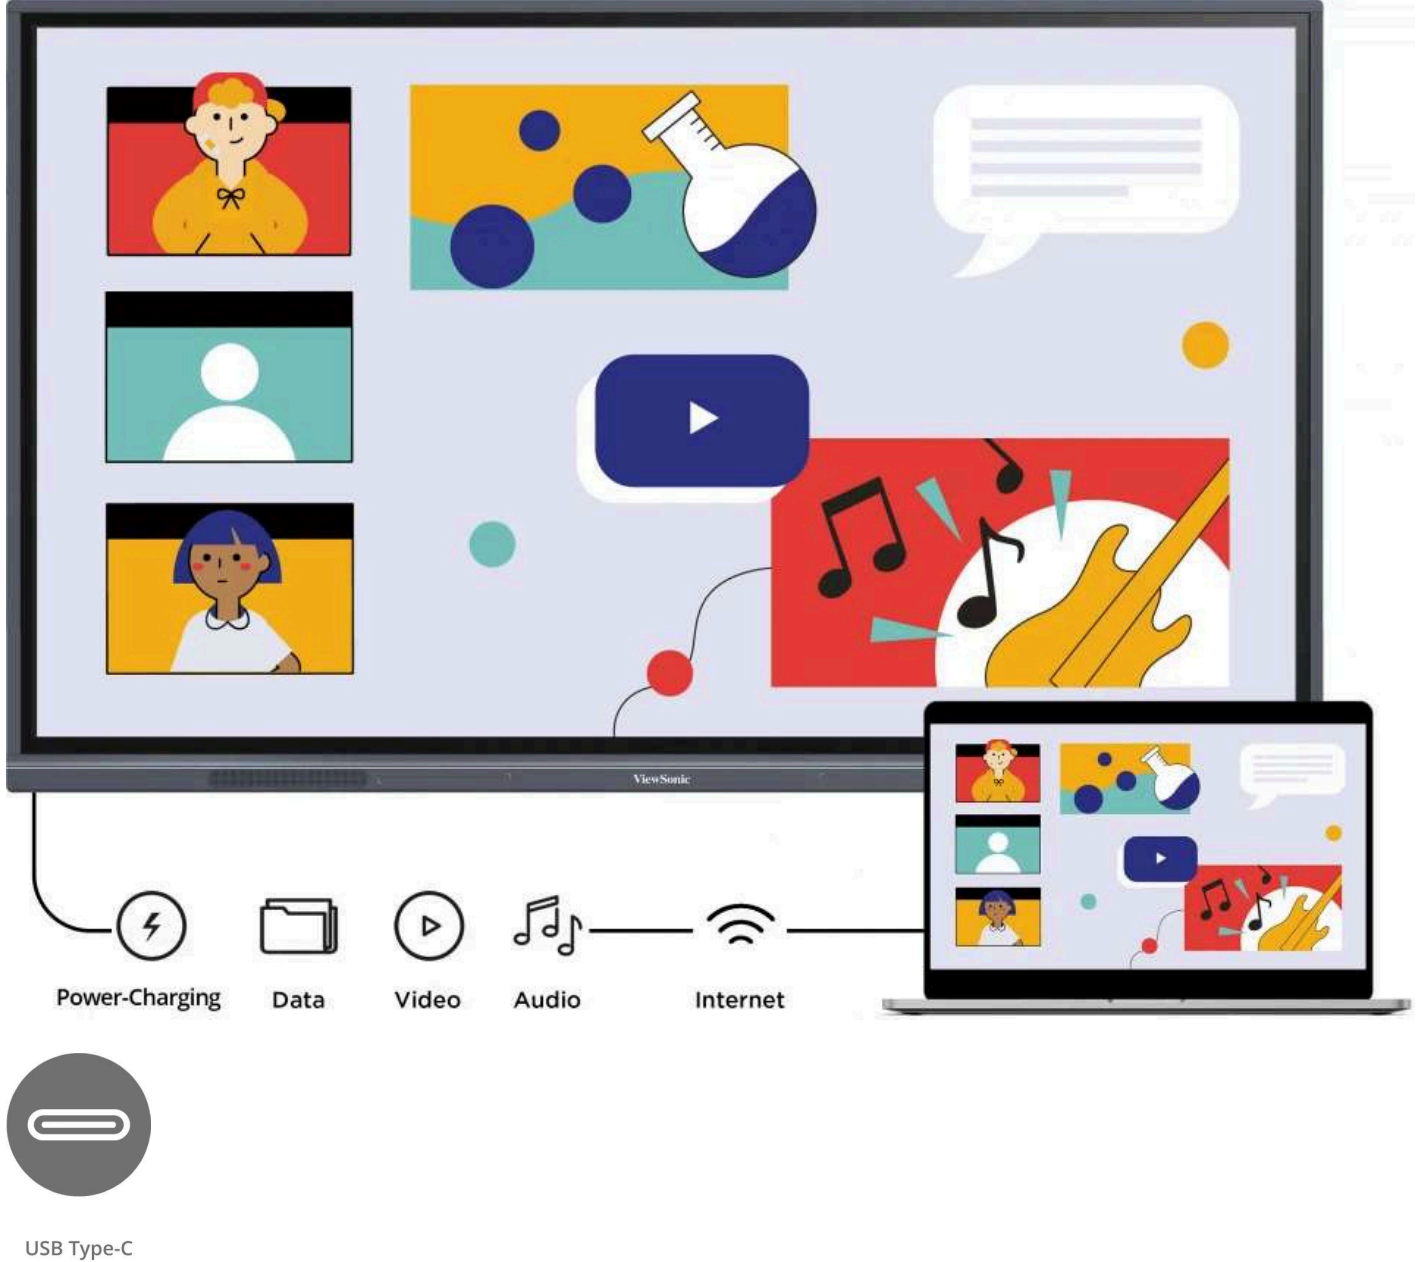 ViewSonic
Power-Charging
Data
Video
Audio
Internet
USB Type-C